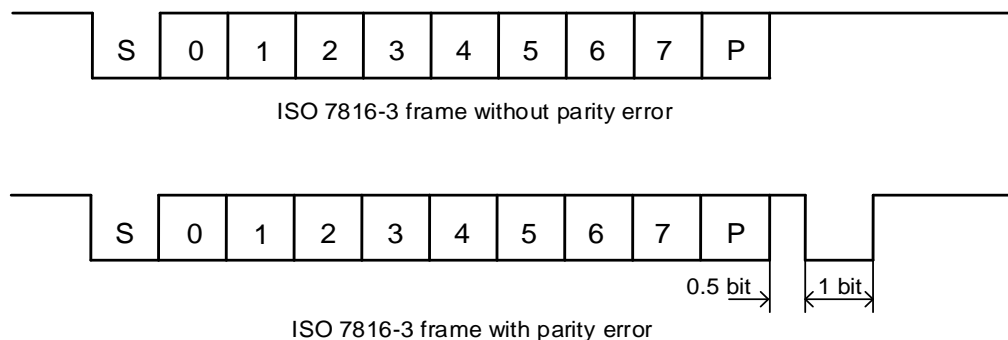 S 0 1 2 3 4 5 6 7 P
ISO 7816-3 frame without parity error
S 0 1 2 3 4 5 6 7 P
0.5 bit 1 bit
ISO 7816-3 frame with parity error